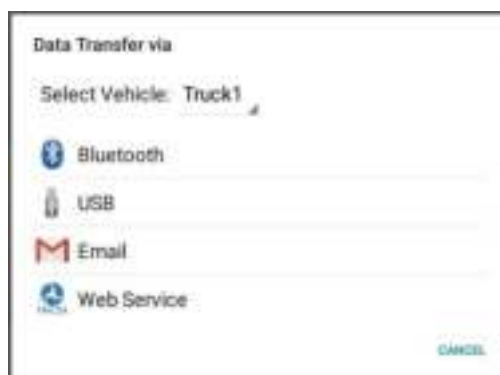 Data Transfer via
Select Vehicle: Truck1
Bluetooth
USB
Email
Web Service
CANCEL